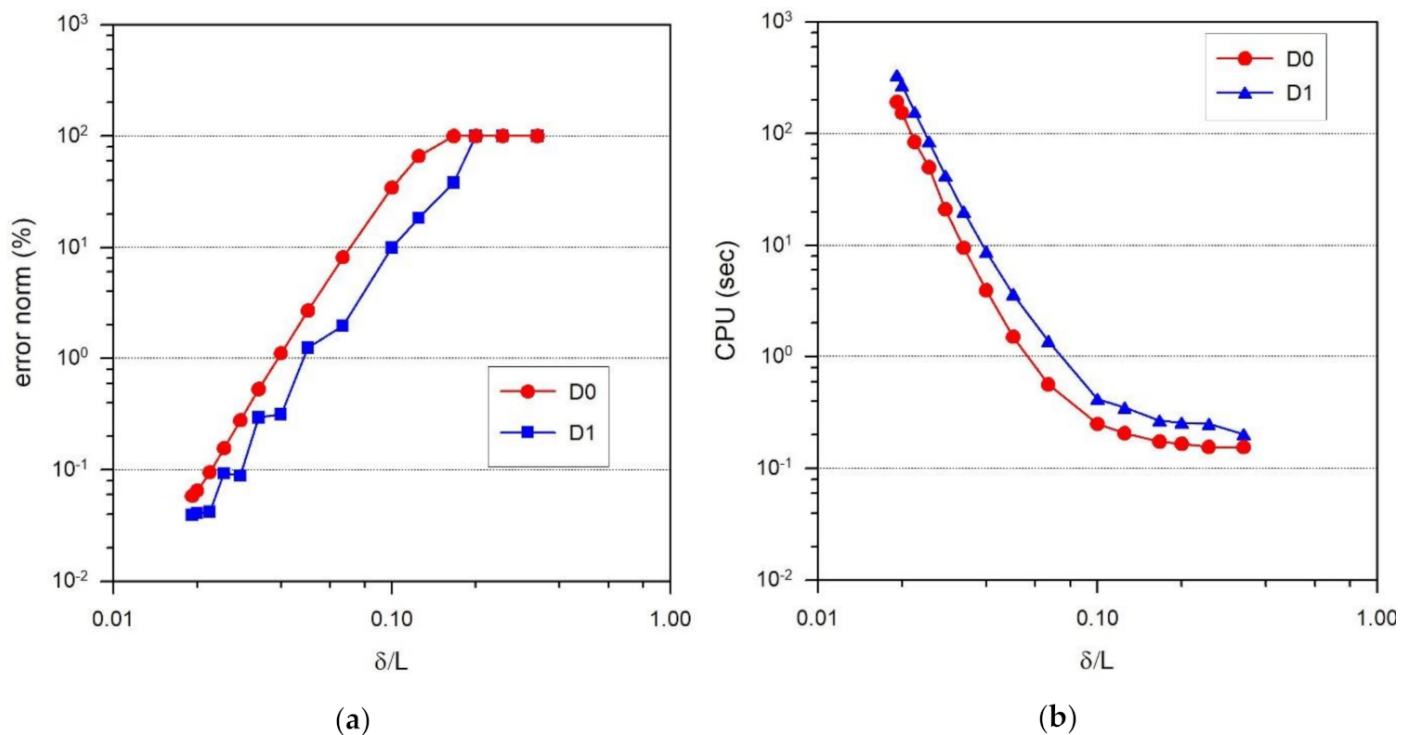 10³
10²
10¹
10⁰
10⁻¹
10⁻²
error norm (%)
0.01
0.10
1.00
δ/L
D0
D1
(a)
10³
10²
10¹
10⁰
10⁻¹
10⁻²
CPU (sec)
0.01
0.10
1.00
δ/L
D0
D1
(b)